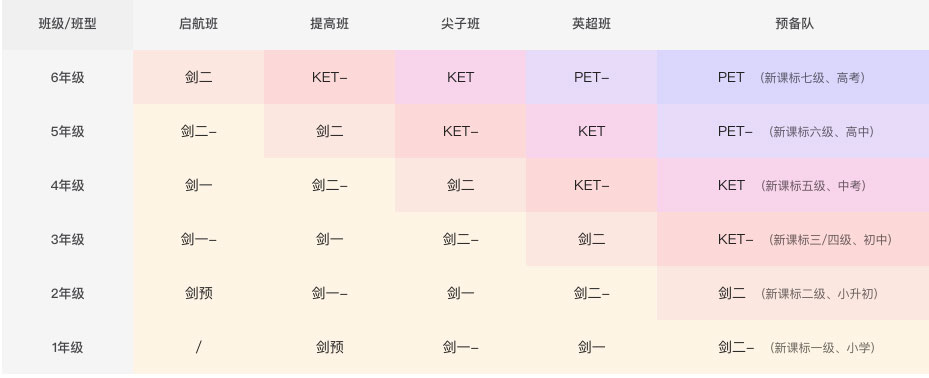 班级/班型 启航班 提高班 尖子班 英超班 预备队
6年级 剑二 KET- KET PET- PET （新课标七级、高考）
5年级 剑二- 剑二 KET- KET PET- （新课标六级、高中）
4年级 剑一 剑二- 剑二 KET- KET （新课标五级、中考）
3年级 剑一- 剑一 剑二- 剑二 KET- （新课标三/四级、初中）
2年级 剑预 剑一- 剑一 剑二- 剑二 （新课标二级、小升初）
1年级 / 剑预 剑一- 剑一 剑二- （新课标一级、小学）